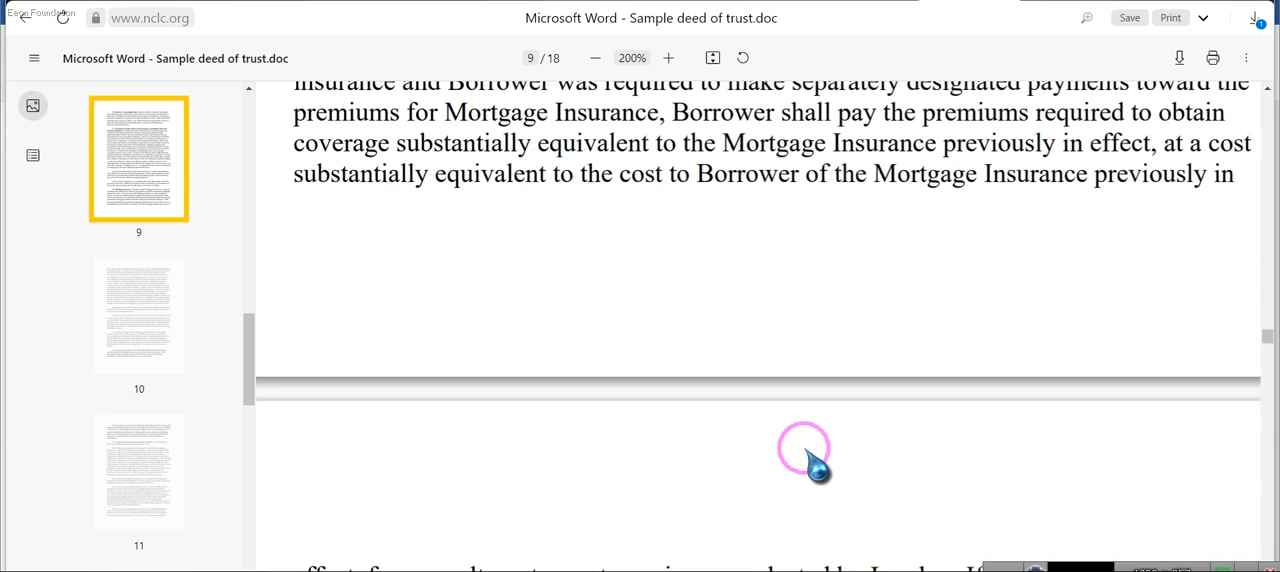 Eeon Foundation
www.nclc.org
Microsoft Word - Sample deed of trust.doc
Save
Print
1
Microsoft Word - Sample deed of trust.doc
9 / 18
200%
insurance and Borrower was required to make separately designated payments toward the
premiums for Mortgage Insurance, Borrower shall pay the premiums required to obtain
coverage substantially equivalent to the Mortgage Insurance previously in effect, at a cost
substantially equivalent to the cost to Borrower of the Mortgage Insurance previously in
9
10
11